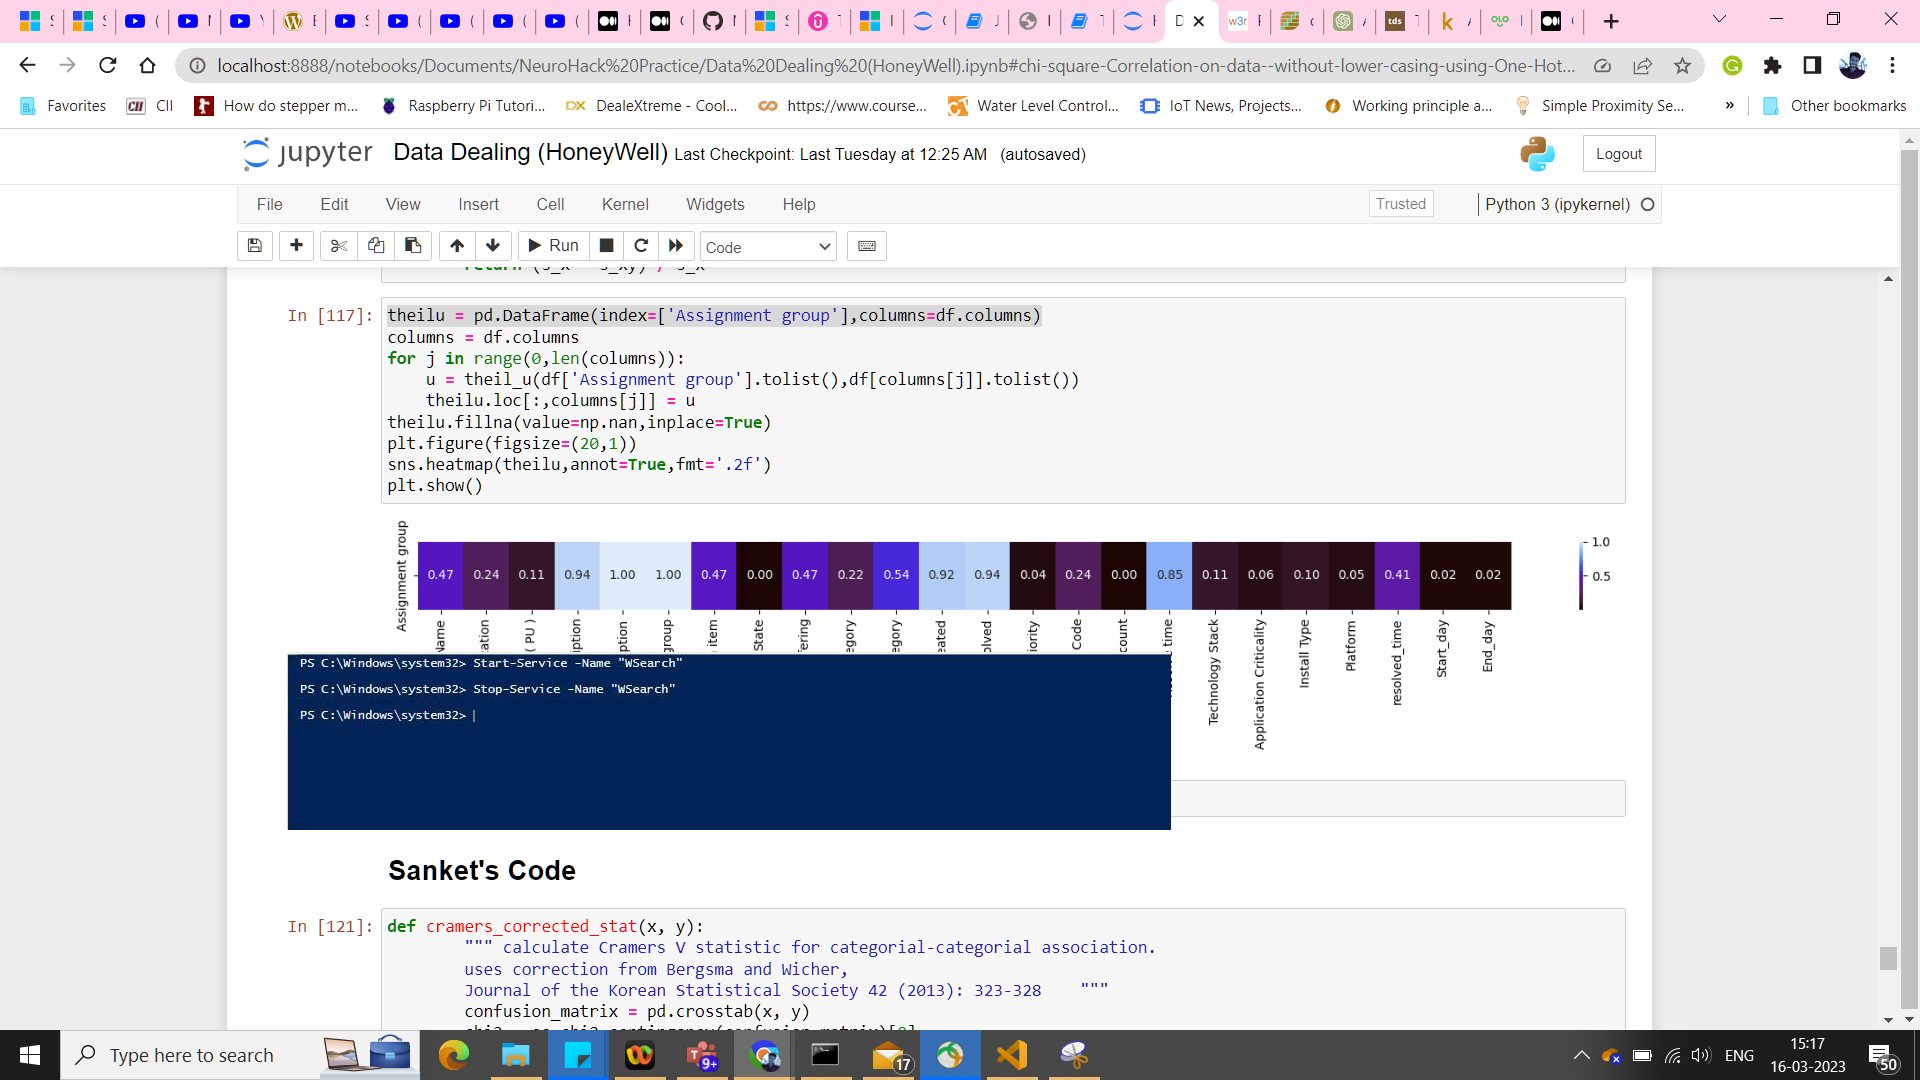 localhost:8888/notebooks/Documents/NeuroHack%20Practice/Data%20Dealing%20(HoneyWell).ipynb#chi-square-Correlation-on-data--without-lower-casing-using-One-Hot...
Favorites CII How do stepper m... Raspberry Pi Tutori... DX DealeXtreme - Cool... https://www.course... Water Level Control... IoT News, Projects... Working principle a... Simple Proximity Se... » Other bookmarks
jupyter Data Dealing (HoneyWell) Last Checkpoint: Last Tuesday at 12:25 AM (autosaved) Logout
File Edit View Insert Cell Kernel Widgets Help Trusted Python 3 (ipykernel)
Run Code
In [117]: theilu = pd.DataFrame(index=['Assignment group'],columns=df.columns)
columns = df.columns
for j in range(0,len(columns)):
    u = theil_u(df['Assignment group'].tolist(),df[columns[j]].tolist())
    theilu.loc[:,columns[j]] = u
theilu.fillna(value=np.nan,inplace=True)
plt.figure(figsize=(20,1))
sns.heatmap(theilu,annot=True,fmt='.2f')
plt.show()
Assignment group
0.47 0.24 0.11 0.94 1.00 1.00 0.47 0.00 0.47 0.22 0.54 0.92 0.94 0.04 0.24 0.00 0.85 0.11 0.06 0.10 0.05 0.41 0.02 0.02
1.0
0.5
Name
cation
( PU )
iption
ption
group
item
State
ering
egory
egory
eated
olved
iority
Code
count
time
Technology Stack
Application Criticality
Install Type
Platform
resolved_time
Start_day
End_day
PS C:\Windows\system32> Start-Service -Name "WSearch"
PS C:\Windows\system32> Stop-Service -Name "WSearch"
PS C:\Windows\system32>
Sanket's Code
In [121]: def cramers_corrected_stat(x, y):
        """ calculate Cramers V statistic for categorial-categorial association.
        uses correction from Bergsma and Wicher,
        Journal of the Korean Statistical Society 42 (2013): 323-328    """
        confusion_matrix = pd.crosstab(x, y)
Type here to search 9+ 17 ENG 15:17
16-03-2023 50